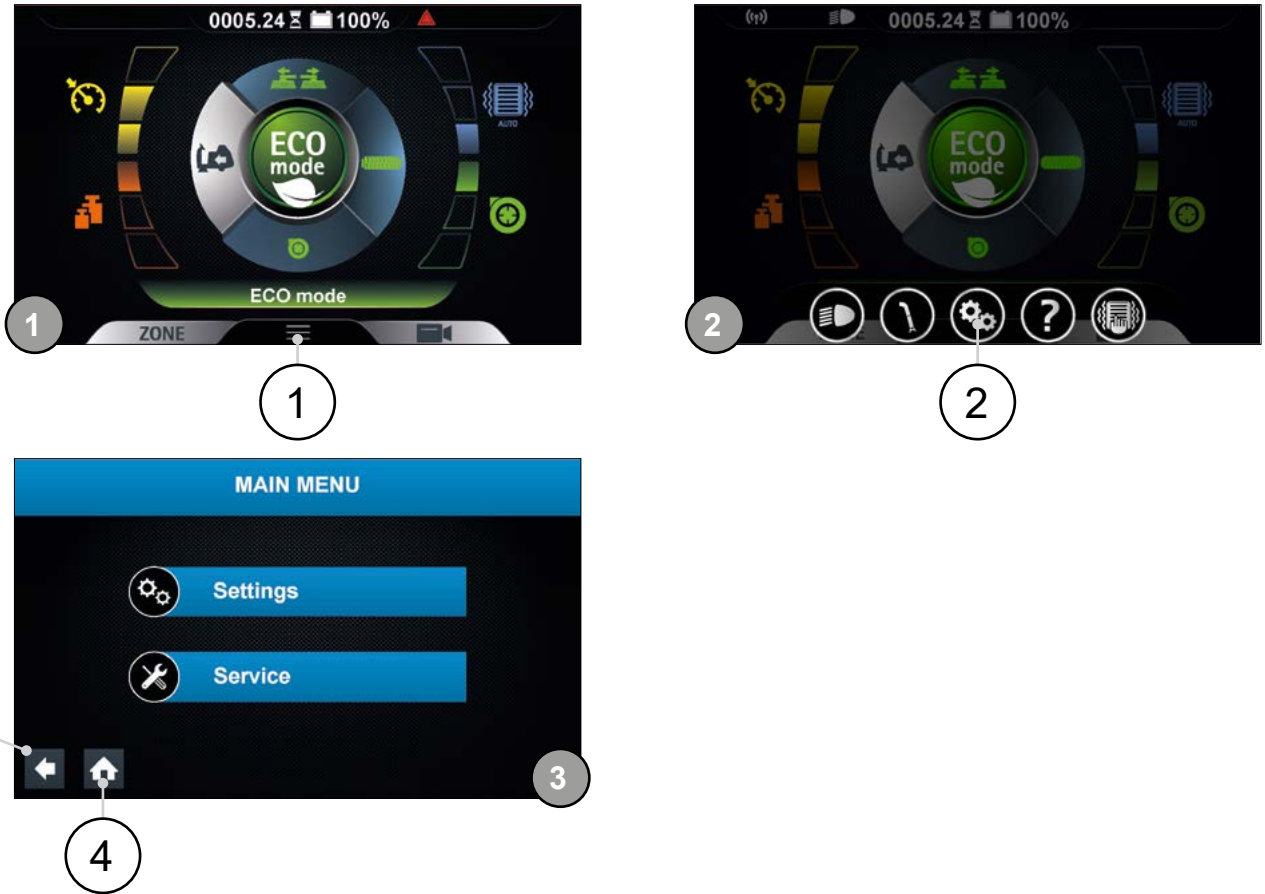 0005.24 100%
AUTO
ECO
mode
ECO mode
1
ZONE
1
0005.24 100%
AUTO
ECO
mode
2
?
2
MAIN MENU
Settings
Service
3
4